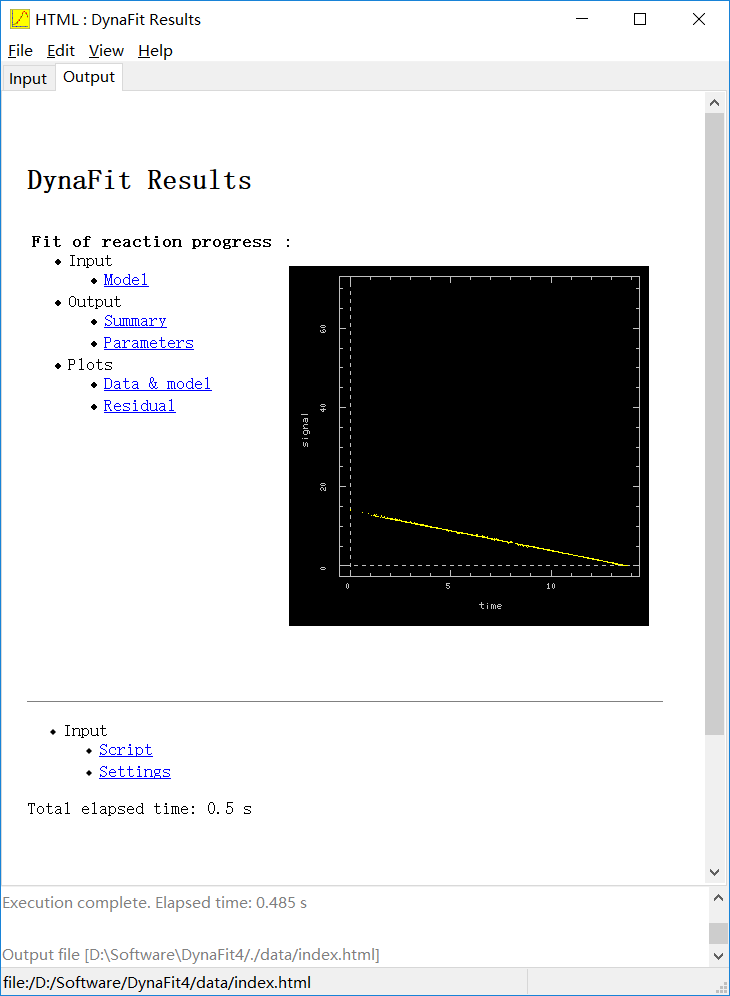 HTML : DynaFit Results
File Edit View Help
Input Output
DynaFit Results
Fit of reaction progress :
Input
Model
Output
Summary
Parameters
Plots
Data & model
Residual
60
40
20
0
signal
0 5 10
time
Input
Script
Settings
Total elapsed time: 0.5 s
Execution complete. Elapsed time: 0.485 s
Output file [D:\Software\DynaFit4/./data/index.html]
file:/D:/Software/DynaFit4/data/index.html